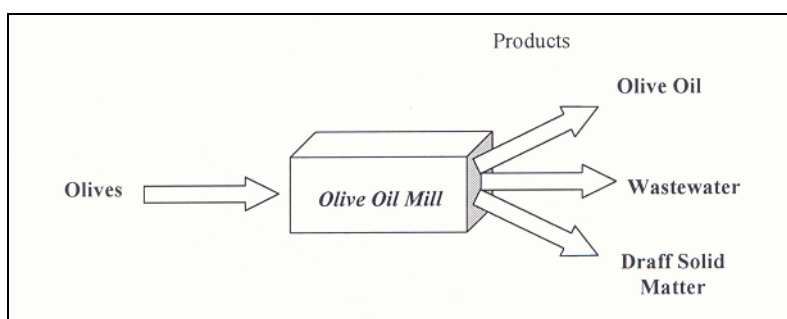 Products
Olive Oil
Olives
Olive Oil Mill
Wastewater
Draff Solid
Matter